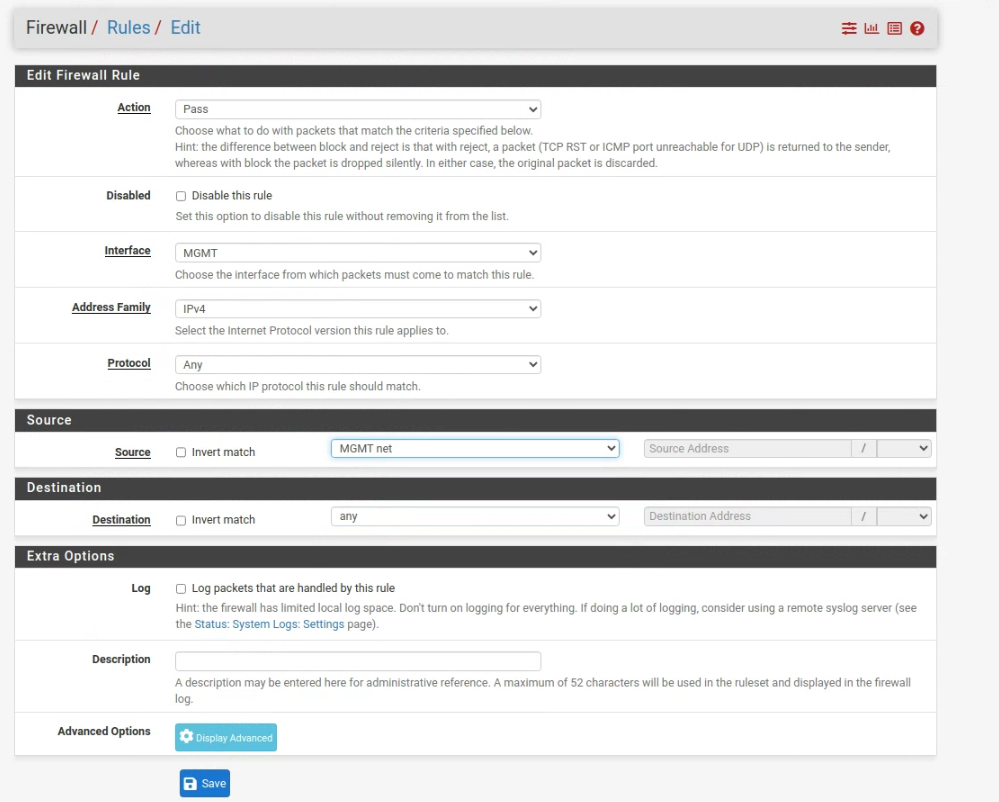 Firewall / Rules / Edit
Edit Firewall Rule
Action
Pass
Choose what to do with packets that match the criteria specified below.
Hint: the difference between block and reject is that with reject, a packet (TCP RST or ICMP port unreachable for UDP) is returned to the sender,
whereas with block the packet is dropped silently. In either case, the original packet is discarded.
Disabled
Disable this rule
Set this option to disable this rule without removing it from the list.
Interface
MGMT
Choose the interface from which packets must come to match this rule.
Address Family
IPv4
Select the Internet Protocol version this rule applies to.
Protocol
Any
Choose which IP protocol this rule should match.
Source
Source
Invert match
MGMT net
Source Address
/
Destination
Destination
Invert match
any
Destination Address
/
Extra Options
Log
Log packets that are handled by this rule
Hint: the firewall has limited local log space. Don't turn on logging for everything. If doing a lot of logging, consider using a remote syslog server (see
the Status: System Logs: Settings page).
Description
A description may be entered here for administrative reference. A maximum of 52 characters will be used in the ruleset and displayed in the firewall
log.
Advanced Options
Display Advanced
Save